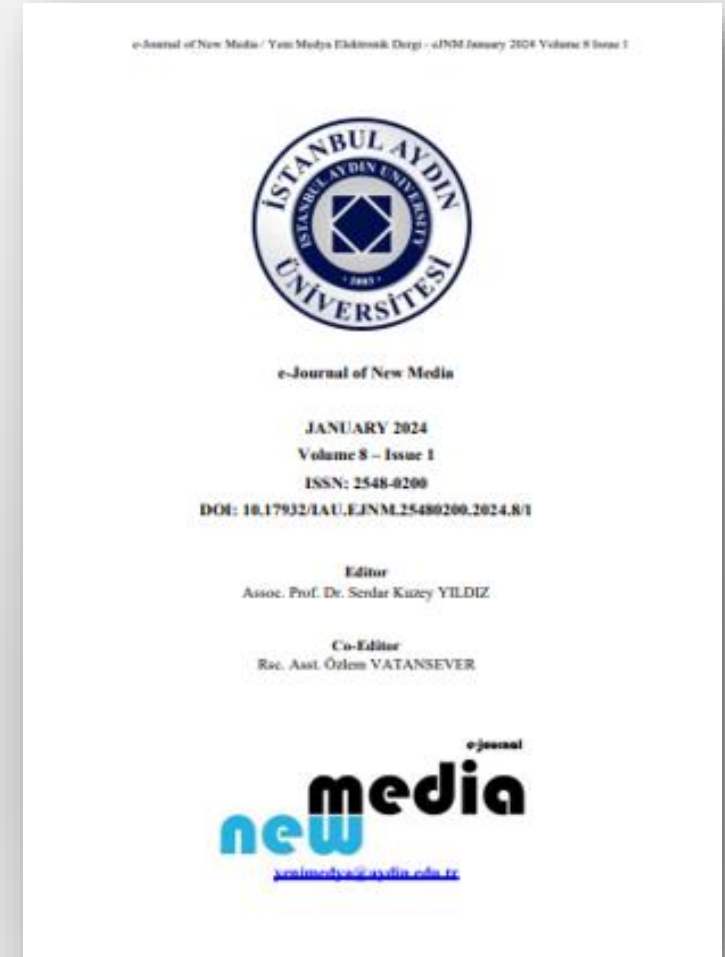 e-Journal of New Media / Yeni Medya Elektronik Dergi - eJNM January 2024 Volume 8 Issue 1
İSTANBUL AYDIN ÜNİVERSİTESİ
ISTANBUL AYDIN UNIVERSITY
• 2003 •
e-Journal of New Media
JANUARY 2024
Volume 8 – Issue 1
ISSN: 2548-0200
DOI: 10.17932/IAU.EJNM.25480200.2024.8/1
Editor
Assoc. Prof. Dr. Serdar Kuzey YILDIZ
Co-Editor
Rsc. Asst. Özlem VATANSEVER
e-journal
new media
yenimedya@aydin.edu.tr